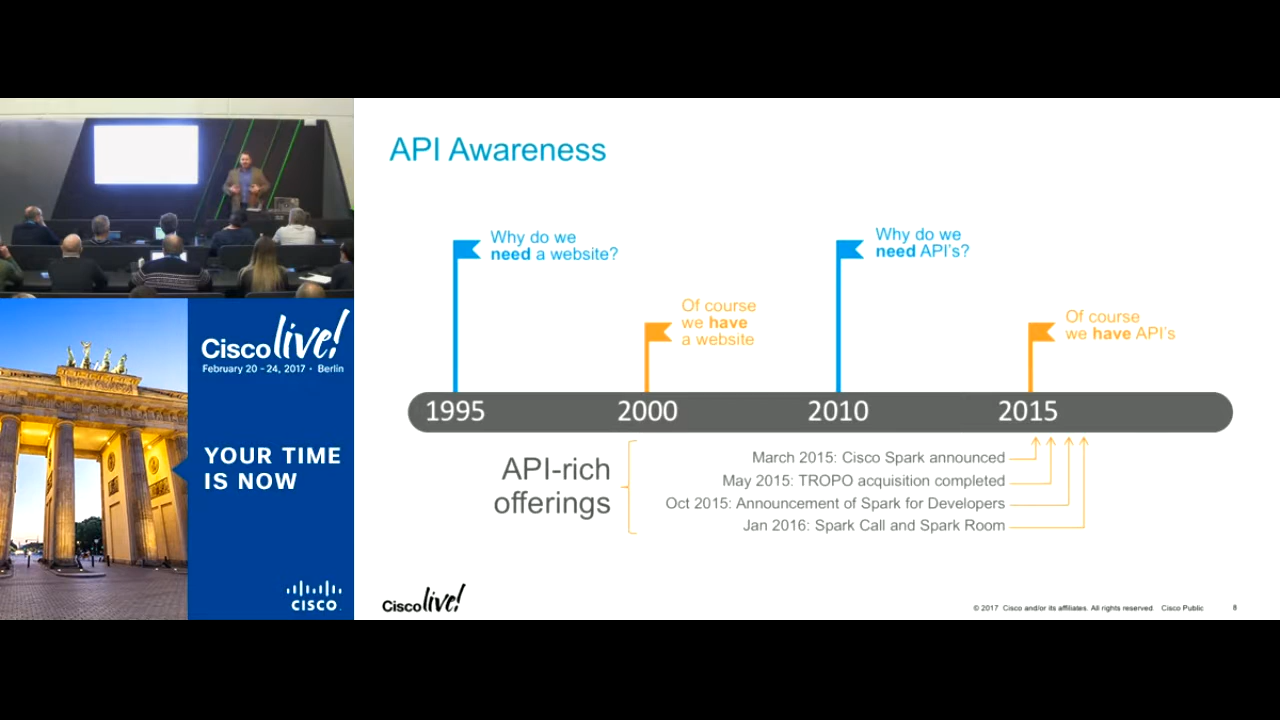 Cisco live!
February 20 - 24, 2017 • Berlin
YOUR TIME
IS NOW
CISCO
API Awareness
Why do we
need a website?
Of course
we have
a website
Why do we
need API's?
Of course
we have API's
1995
2000
2010
2015
API-rich
offerings
March 2015: Cisco Spark announced
May 2015: TROPO acquisition completed
Oct 2015: Announcement of Spark for Developers
Jan 2016: Spark Call and Spark Room
Cisco live!
© 2017 Cisco and/or its affiliates. All rights reserved. Cisco Public
8